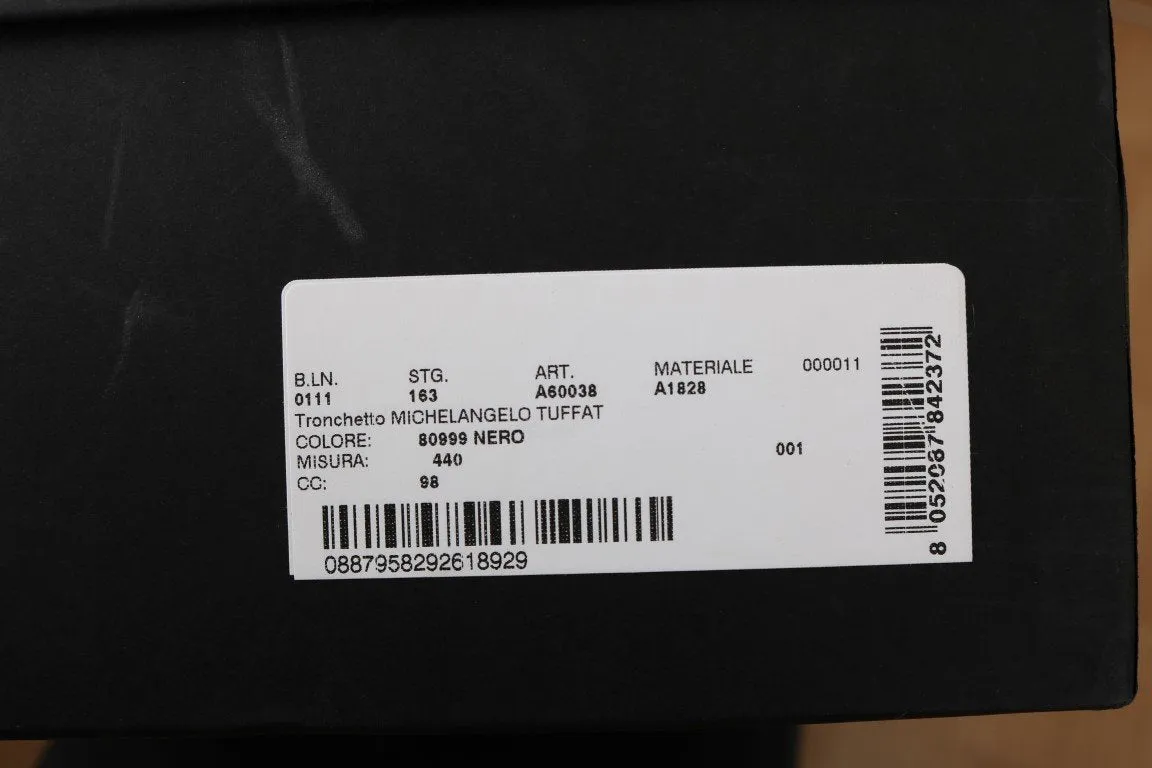 B.LN. STG. ART. MATERIALE 000011
0111 163 A60038 A1828
Tronchetto MICHELANGELO TUFFAT
COLORE: 80999 NERO
MISURA: 440 001
CC: 98
0887958292618929
8 052087 842372